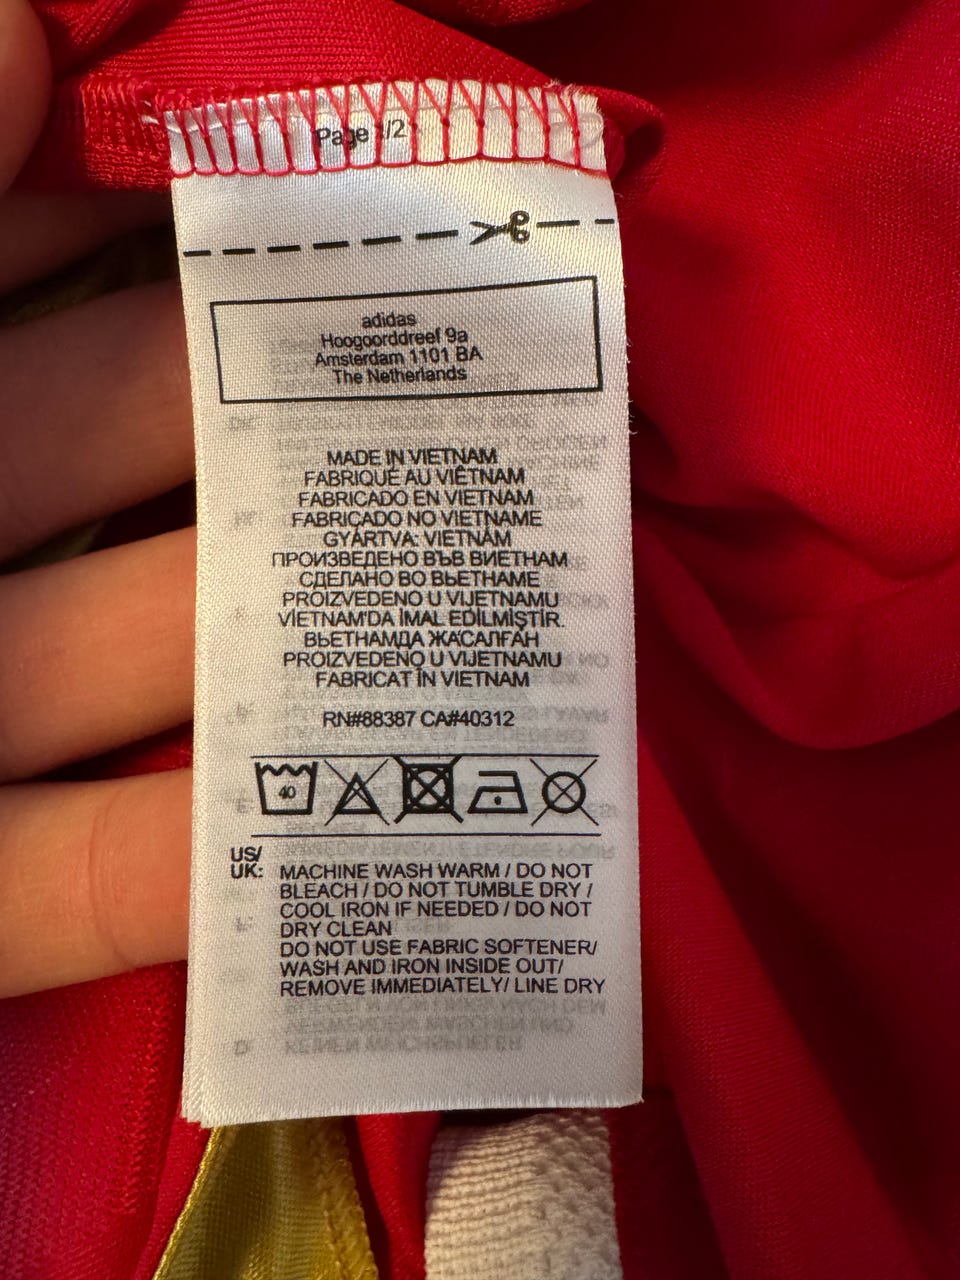 Page 1/2
adidas
Hoogoorddreef 9a
Amsterdam 1101 BA
The Netherlands
MADE IN VIETNAM
FABRIQUÉ AU VIÊTNAM
FABRICADO EN VIETNAM
FABRICADO NO VIETNAME
GYÁRTVA: VIETNÁM
ПРОИЗВЕДЕНО ВЪВ ВИЕТНАМ
СДЕЛАНО ВО ВЬЕТНАМЕ
PROIZVEDENO U VIJETNAMU
VİETNAM'DA İMAL EDİLMİŞTİR.
ВЬЕТНАМДА ЖАСАЛҒАН
PROIZVEDENO U VIJETNAMU
FABRICAT ÎN VIETNAM
RN#88387 CA#40312
40
US/
UK: MACHINE WASH WARM / DO NOT
BLEACH / DO NOT TUMBLE DRY /
COOL IRON IF NEEDED / DO NOT
DRY CLEAN
DO NOT USE FABRIC SOFTENER/
WASH AND IRON INSIDE OUT/
REMOVE IMMEDIATELY/ LINE DRY